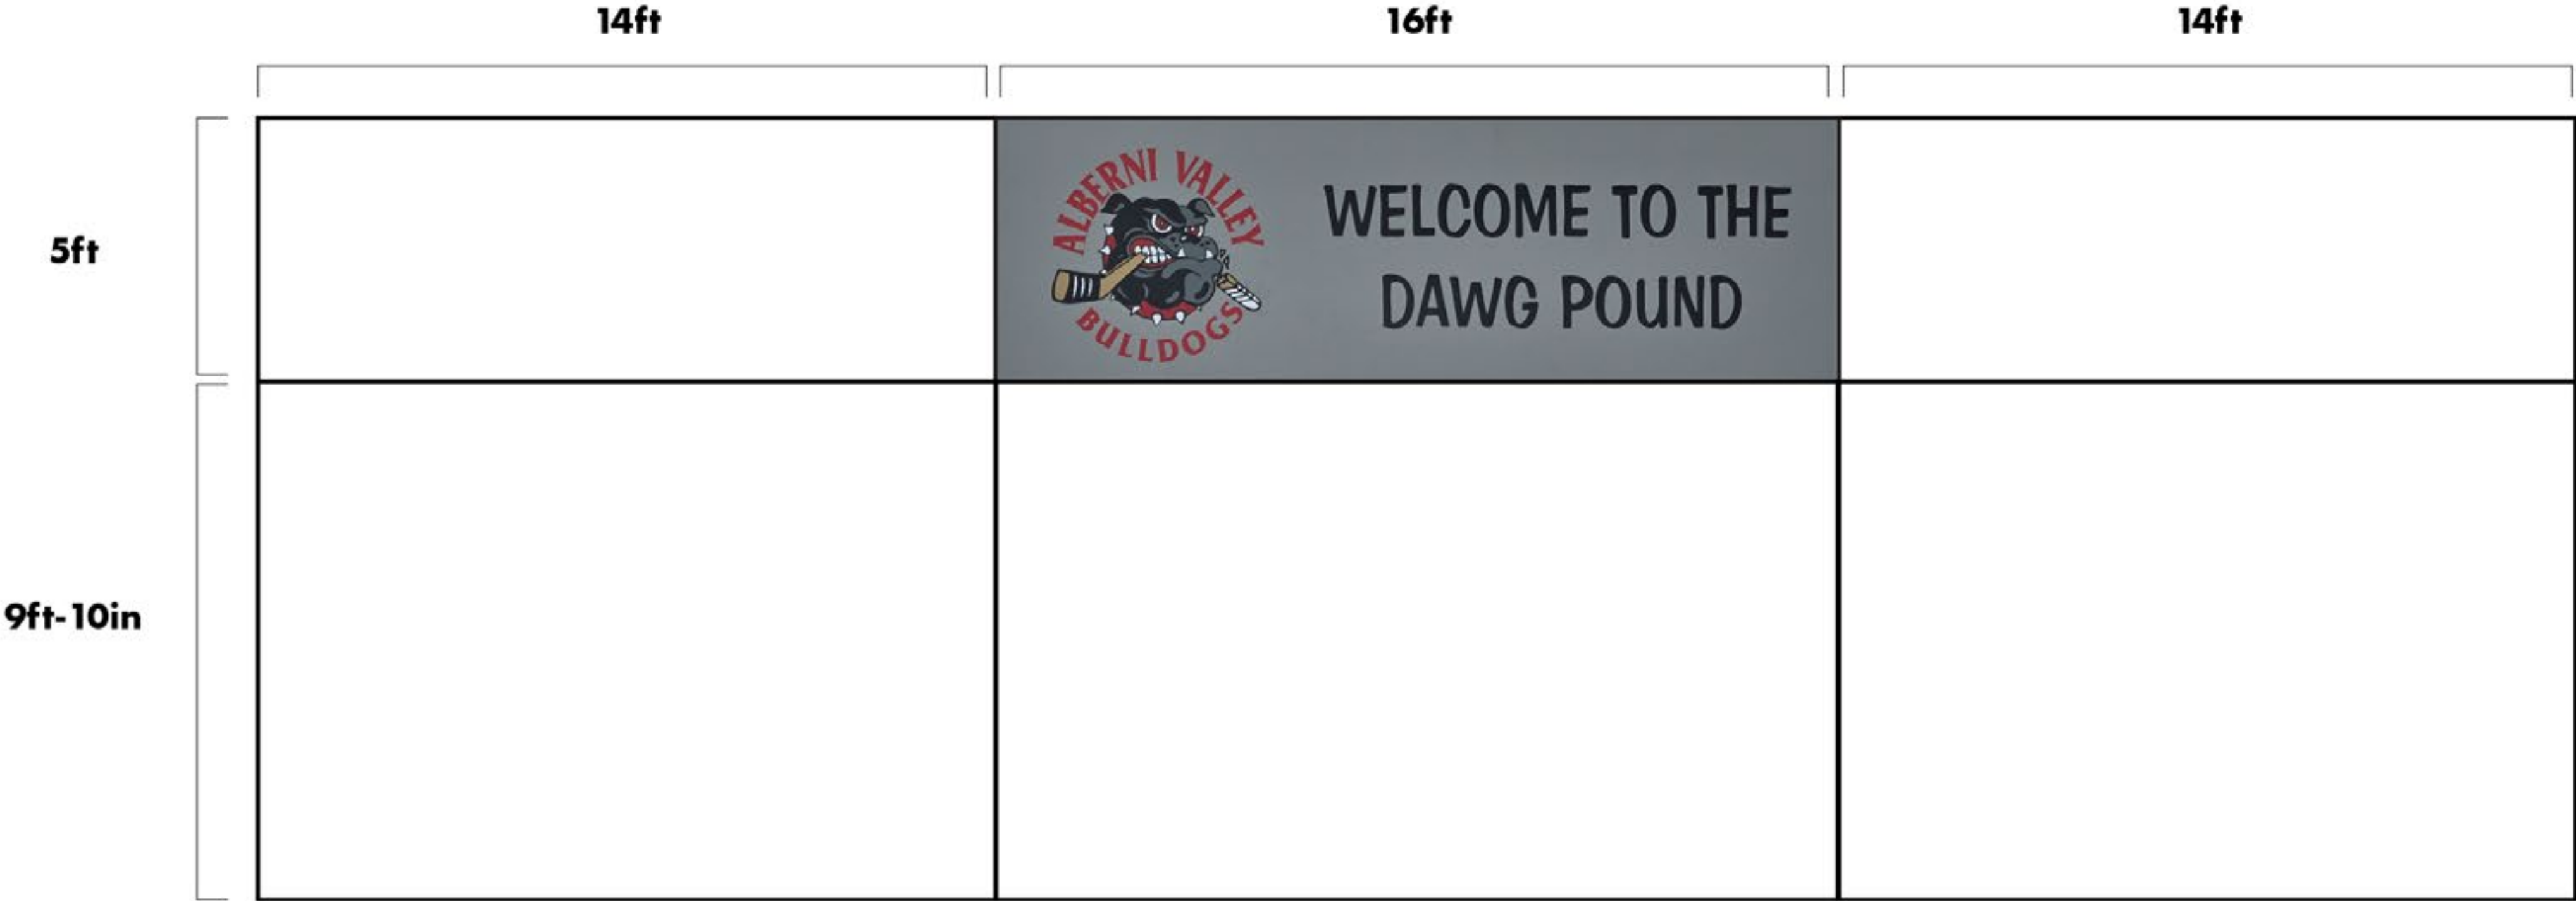 14ft
16ft
14ft
5ft
ALBERNI VALLEY
BULLDOGS
WELCOME TO THE
DAWG POUND
9ft-10in